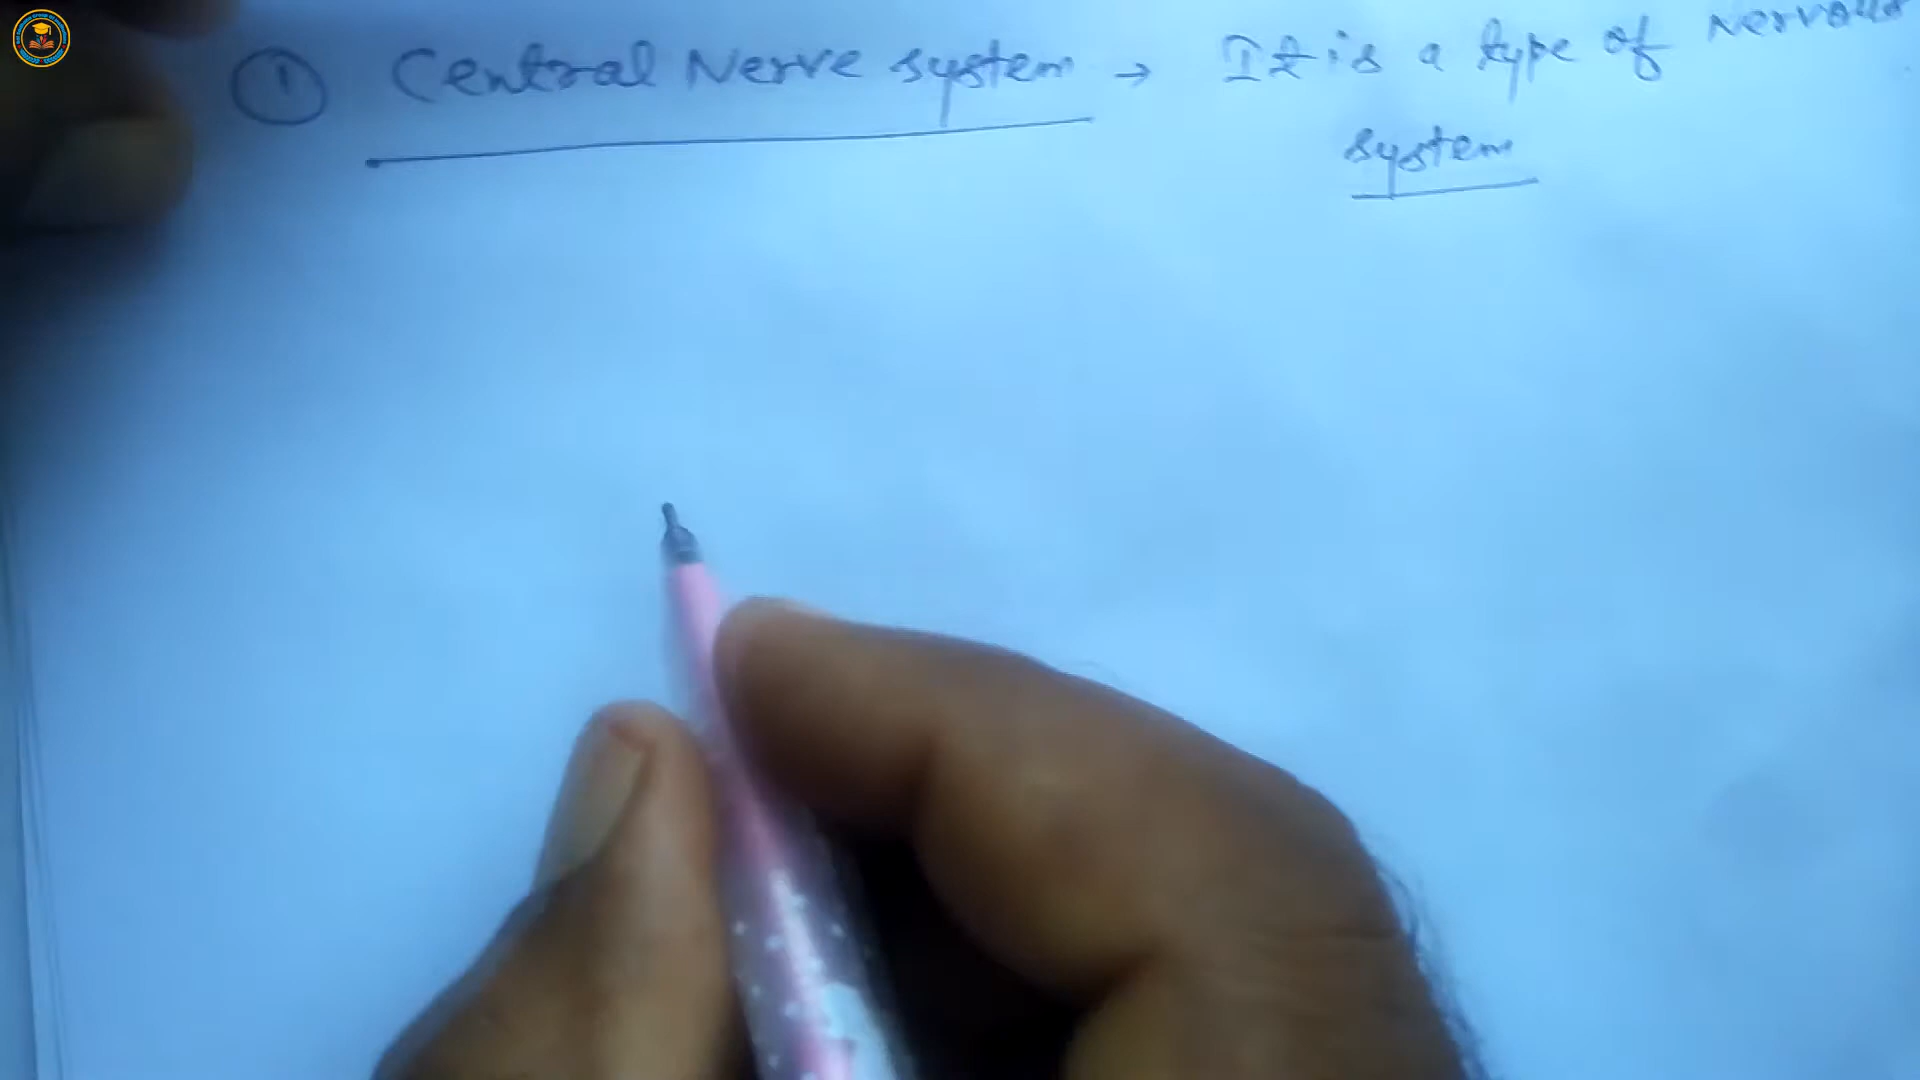 ① Central Nerve system → It is a type of Nervous
system